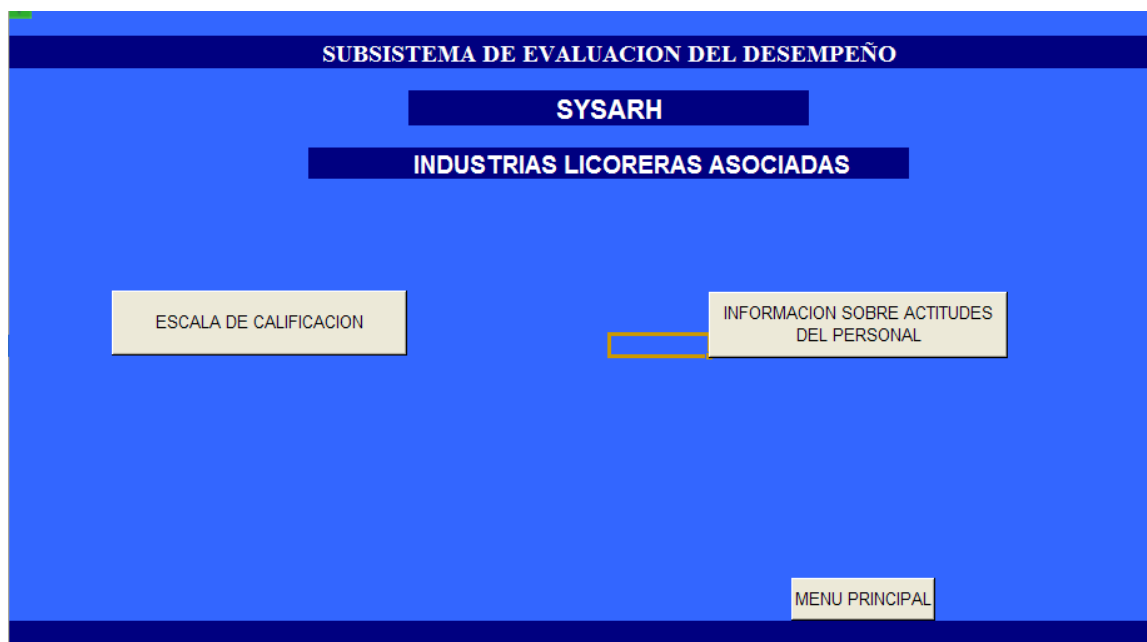 SUBSISTEMA DE EVALUACION DEL DESEMPEÑO
SYSARH
INDUSTRIAS LICORERAS ASOCIADAS
ESCALA DE CALIFICACION
INFORMACION SOBRE ACTITUDES
DEL PERSONAL
MENU PRINCIPAL